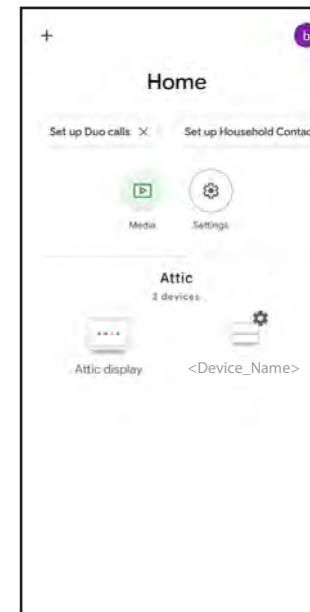 +
b
Home
Set up Duo calls ×
Set up Household Contac
Media
Settings
Attic
2 devices
Attic display
<Device_Name>